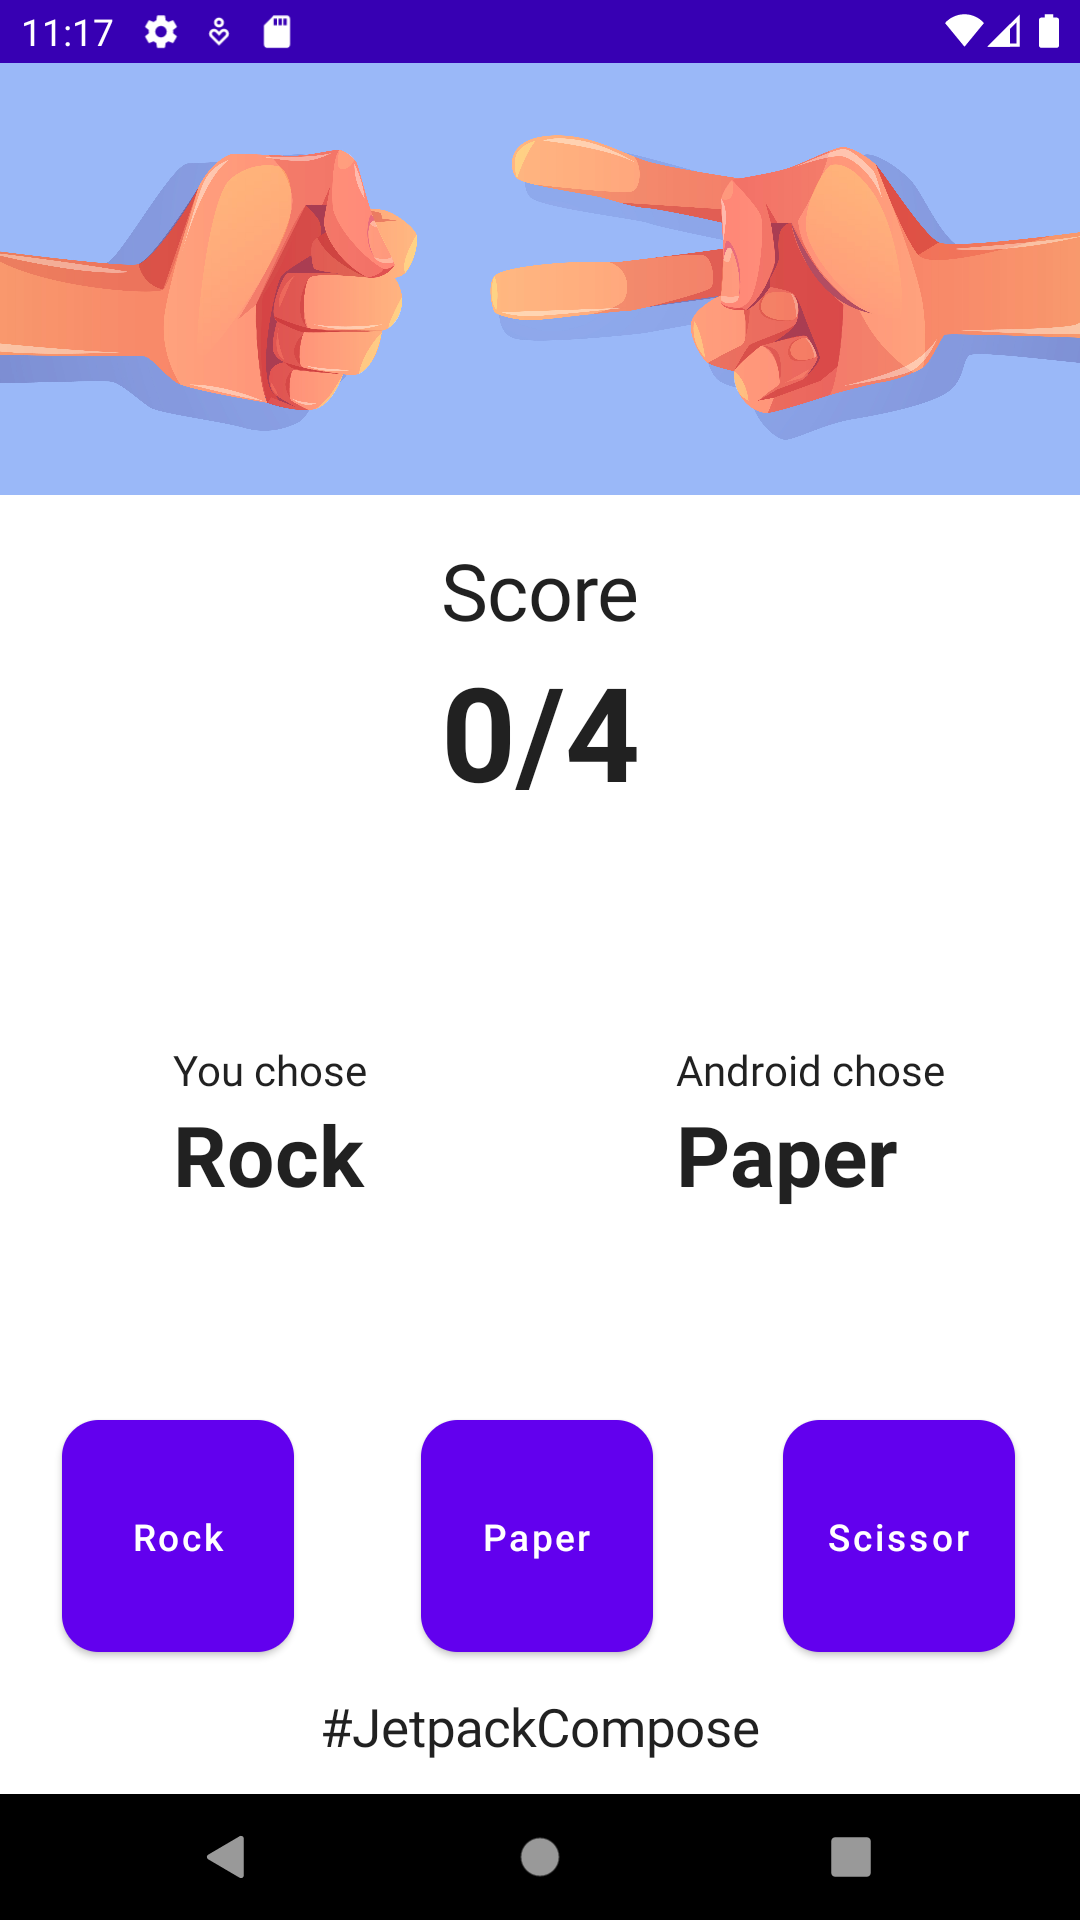 11:17
Score
0/4
You chose
Rock
Android chose
Paper
Rock
Paper
Scissor
#JetpackCompose